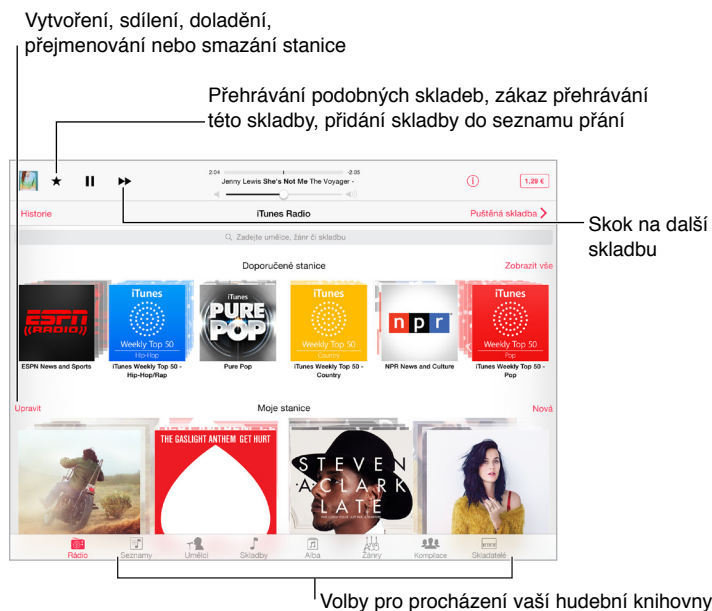 Vytvoření, sdílení, doladění,
přejmenování nebo smazání stanice
Přehrávání podobných skladeb, zákaz přehrávání
této skladby, přidání skladby do seznamu přání
2:04
-2:05
Jenny Lewis She's Not Me The Voyager -
1,29 €
Historie
iTunes Radio
Puštěná skladba
Skok na další
skladbu
Zadejte umělce, žánr či skladbu
Doporučené stanice
Zobrazit vše
ESPN
((RADIO))
iTunes
Weekly Top 50
Hip-Hop
iTunes
PURE
POP
iTunes
Weekly Top 50
Country
npr
iTunes
Weekly Top 50
Pop
ESPN News and Sports
iTunes Weekly Top 50 -
Hip-Hop/Rap
Pure Pop
iTunes Weekly Top 50 -
Country
NPR News and Culture
iTunes Weekly Top 50 -
Pop
Upravit
Moje stanice
Nová
THE GASLIGHT ANTHEM GET HURT
STEVEN
A CLARK
LATE
Rádio
Seznamy
Umělci
Skladby
Alba
Žánry
Kompilace
Skladatelé
Volby pro procházení vaší hudební knihovny